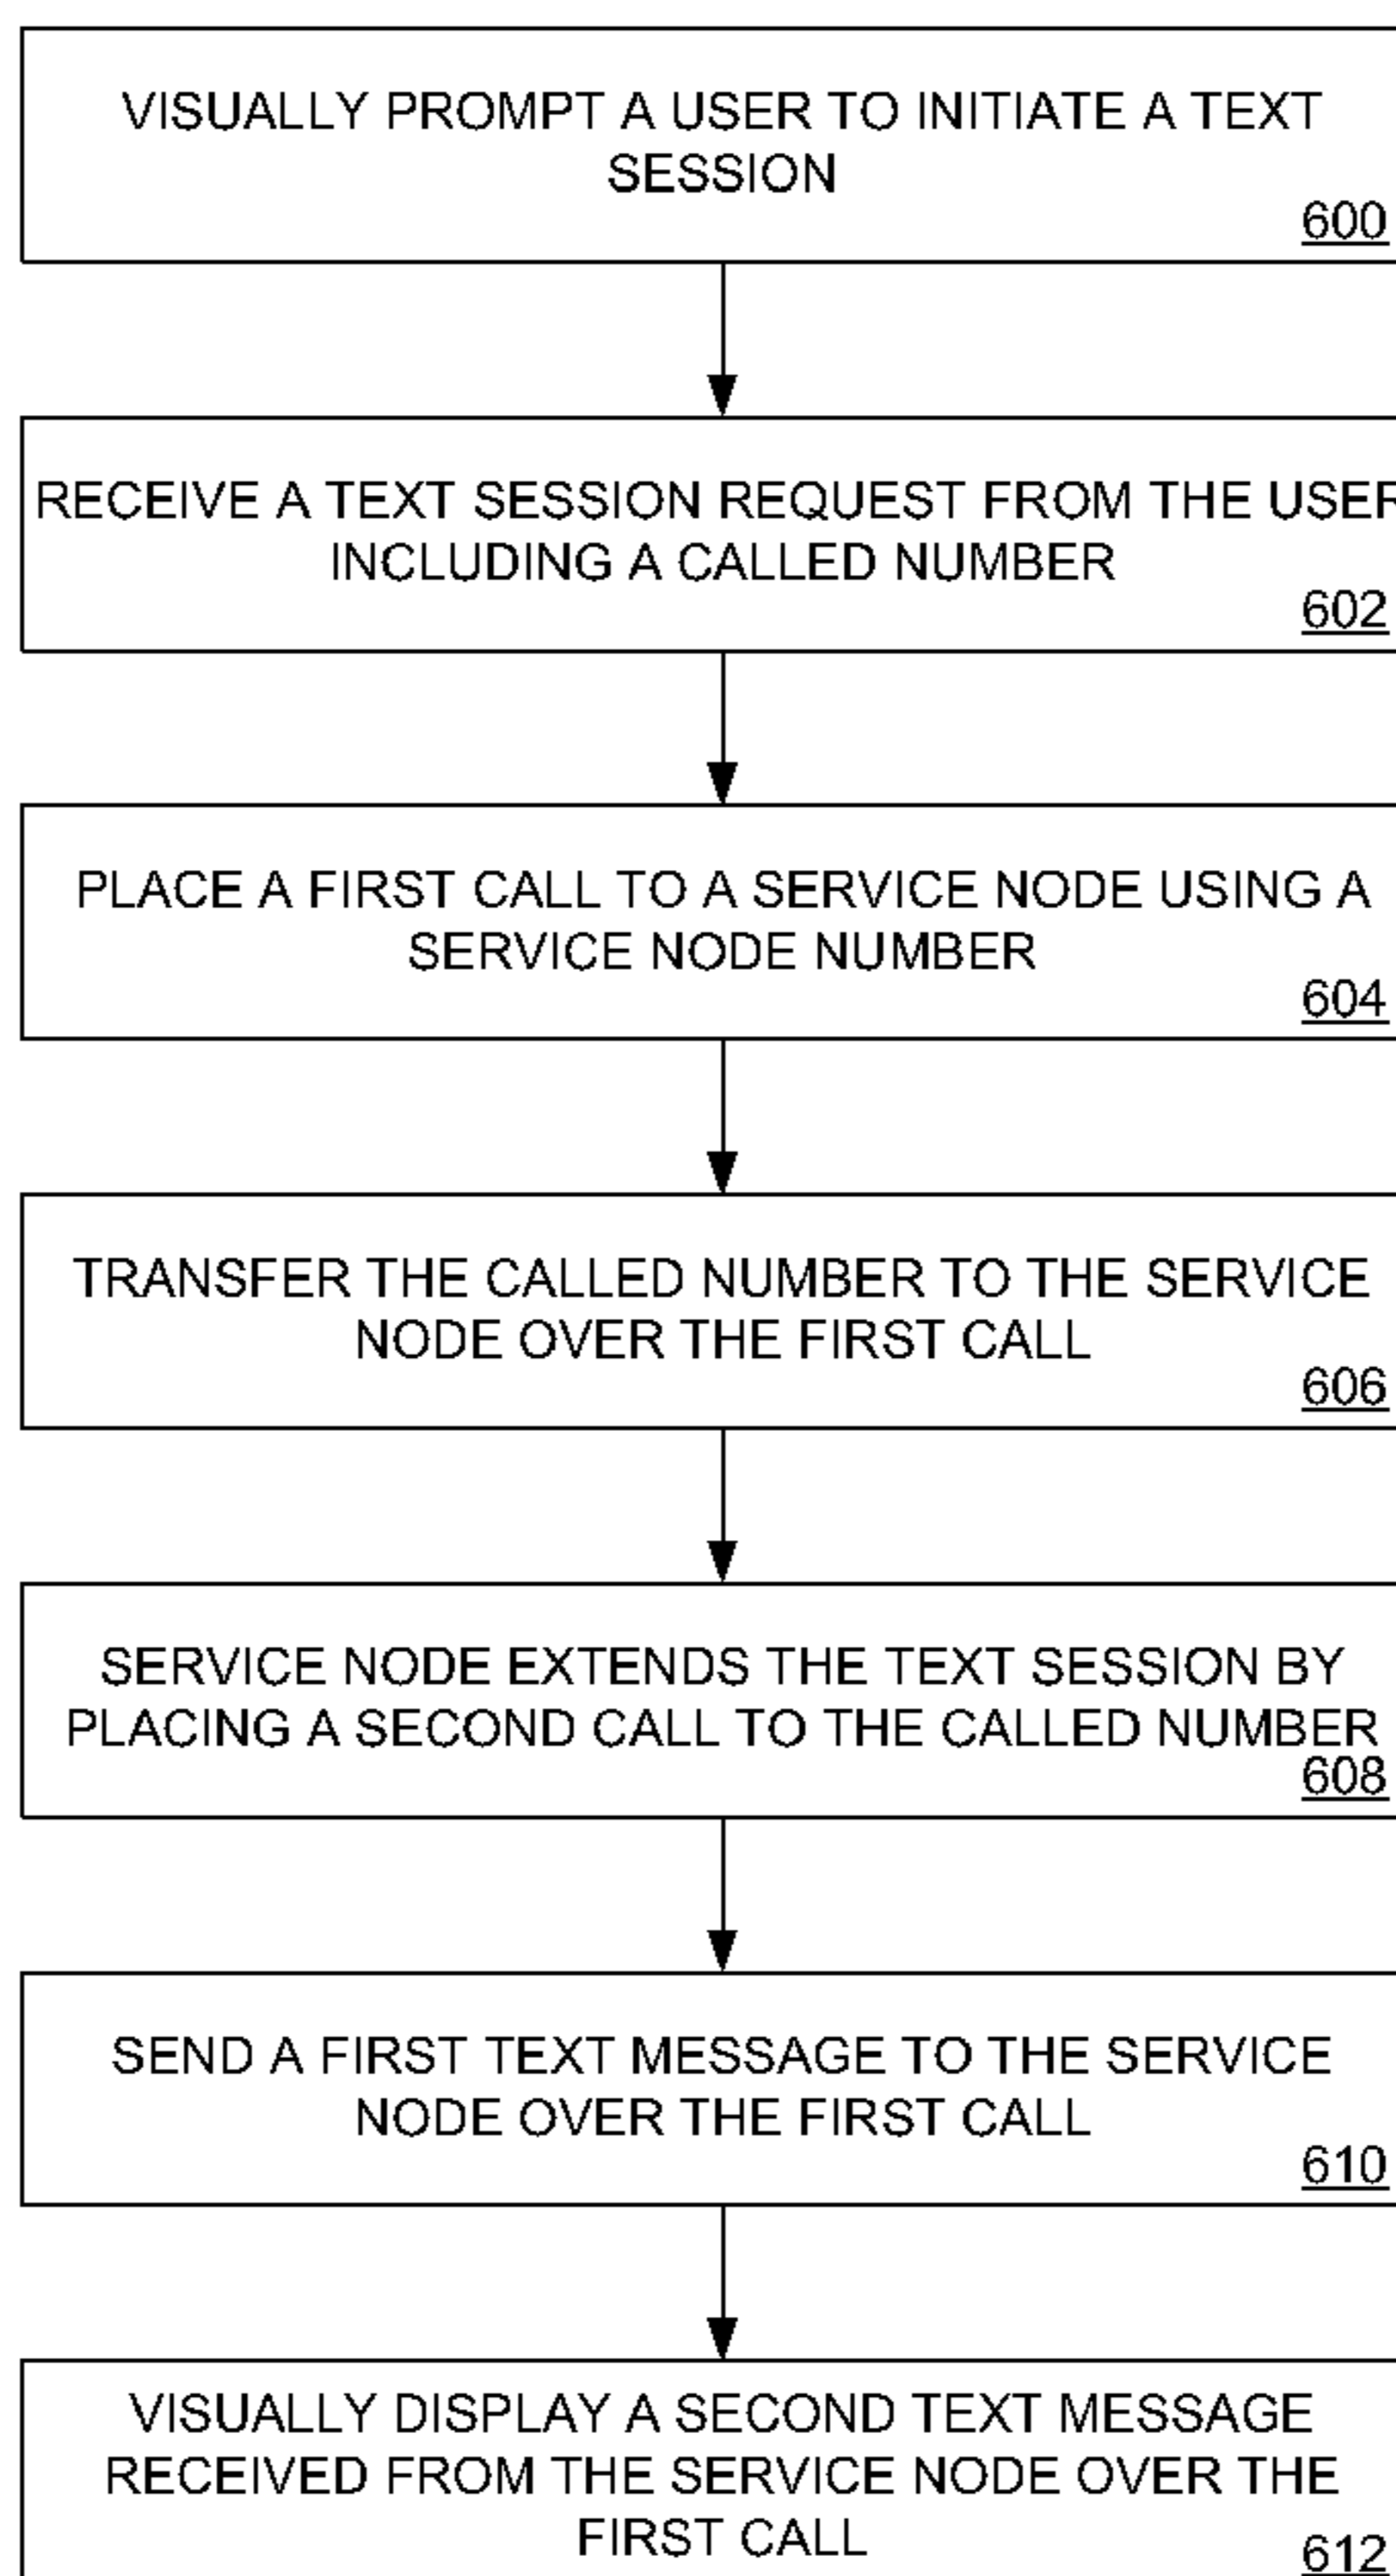 VISUALLY PROMPT A USER TO INITIATE A TEXT
SESSION
600
RECEIVE A TEXT SESSION REQUEST FROM THE USER
INCLUDING A CALLED NUMBER
602
PLACE A FIRST CALL TO A SERVICE NODE USING A
SERVICE NODE NUMBER
604
TRANSFER THE CALLED NUMBER TO THE SERVICE
NODE OVER THE FIRST CALL
606
SERVICE NODE EXTENDS THE TEXT SESSION BY
PLACING A SECOND CALL TO THE CALLED NUMBER
608
SEND A FIRST TEXT MESSAGE TO THE SERVICE
NODE OVER THE FIRST CALL
610
VISUALLY DISPLAY A SECOND TEXT MESSAGE
RECEIVED FROM THE SERVICE NODE OVER THE
FIRST CALL
612